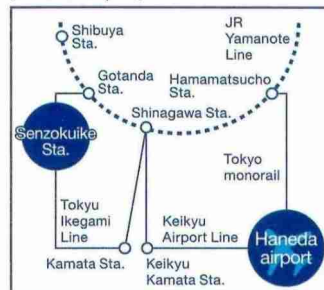 Shibuya
Sta.
JR
Yamanote
Line
Gotanda
Sta.
Hamamatsucho
Sta.
Shinagawa Sta.
Senzokuike
Sta.
Tokyo
monorail
Tokyu
Ikegami
Line
Keikyu
Airport Line
Haneda
airport
Kamata Sta.
Keikyu
Kamata Sta.